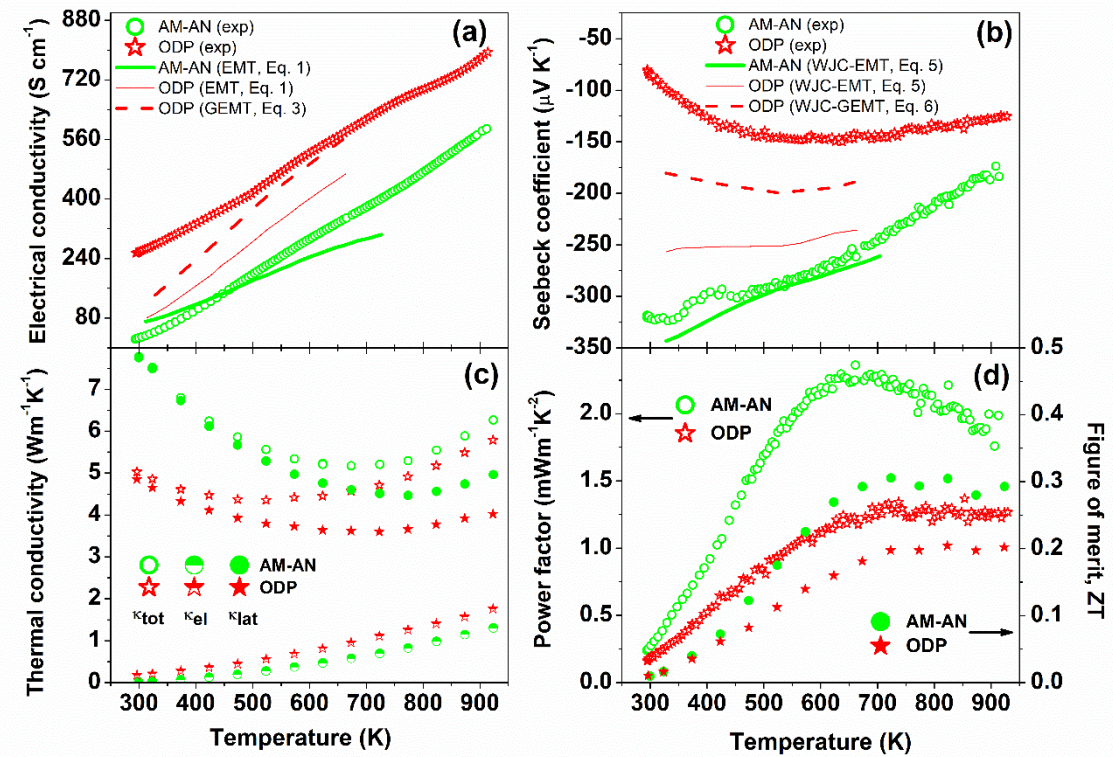 (a)
AM-AN (exp)
ODP (exp)
AM-AN (EMT, Eq. 1)
ODP (EMT, Eq. 1)
ODP (GEMT, Eq. 3)
880
720
560
400
240
80
Electrical conductivity (S cm-1)
(b)
AM-AN (exp)
ODP (exp)
AM-AN (WJC-EMT, Eq. 5)
ODP (WJC-EMT, Eq. 5)
ODP (WJC-GEMT, Eq. 6)
-50
-100
-150
-200
-250
-300
-350
Seebeck coefficient (μV K-1)
(c)
7
6
5
4
3
2
1
0
Thermal conductivity (Wm-1K-1)
AM-AN
ODP
κtot κel κlat
300 400 500 600 700 800 900
Temperature (K)
(d)
AM-AN
ODP
AM-AN
ODP
2.0
1.5
1.0
0.5
0.0
Power factor (mWm-1K-2)
0.5
0.4
0.3
0.2
0.1
0.0
Figure of merit, ZT
300 400 500 600 700 800 900
Temperature (K)